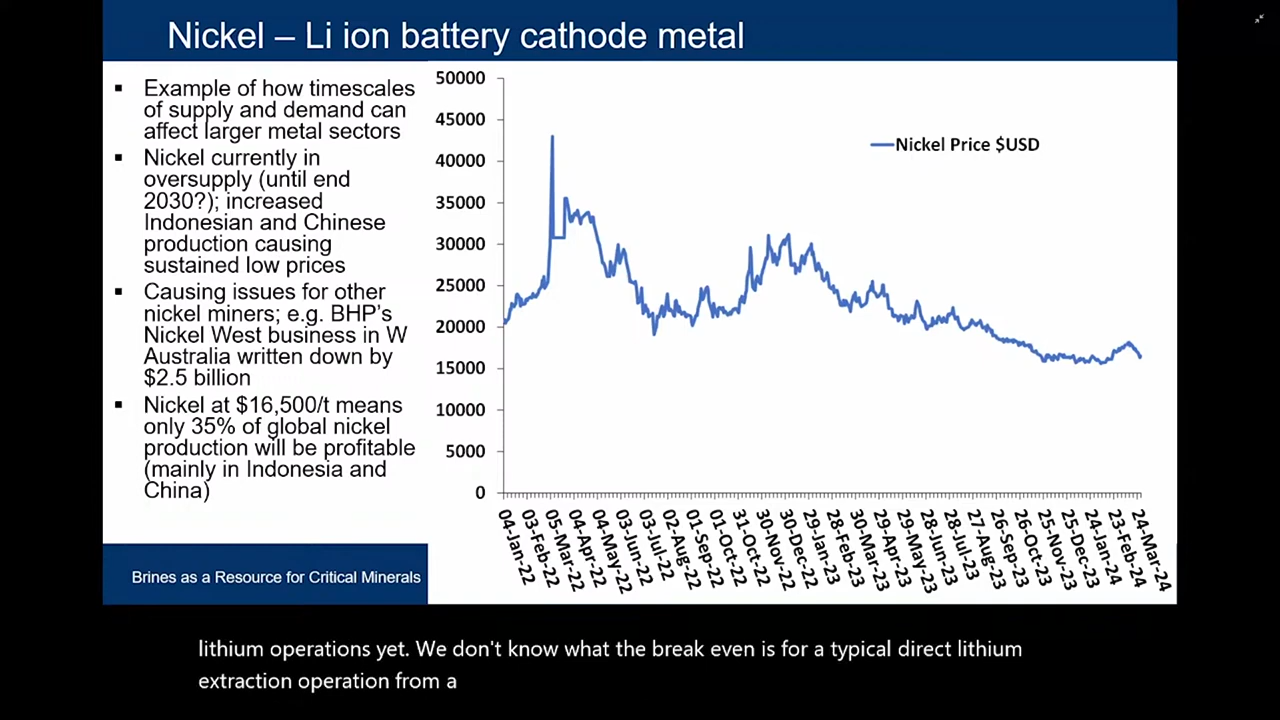 Nickel – Li ion battery cathode metal
▪ Example of how timescales
of supply and demand can
affect larger metal sectors
▪ Nickel currently in
oversupply (until end
2030?); increased
Indonesian and Chinese
production causing
sustained low prices
▪ Causing issues for other
nickel miners; e.g. BHP's
Nickel West business in W
Australia written down by
$2.5 billion
▪ Nickel at $16,500/t means
only 35% of global nickel
production will be profitable
(mainly in Indonesia and
China)
Brines as a Resource for Critical Minerals
50000
45000
40000
35000
30000
25000
20000
15000
10000
5000
0
Nickel Price $USD
04-Jan-22
03-Feb-22
05-Mar-22
04-Apr-22
04-May-22
03-Jun-22
03-Jul-22
02-Aug-22
01-Sep-22
01-Oct-22
31-Oct-22
30-Nov-22
30-Dec-22
29-Jan-23
28-Feb-23
30-Mar-23
29-Apr-23
29-May-23
28-Jun-23
28-Jul-23
27-Aug-23
26-Sep-23
26-Oct-23
25-Nov-23
25-Dec-23
24-Jan-24
23-Feb-24
24-Mar-24
lithium operations yet. We don't know what the break even is for a typical direct lithium
extraction operation from a